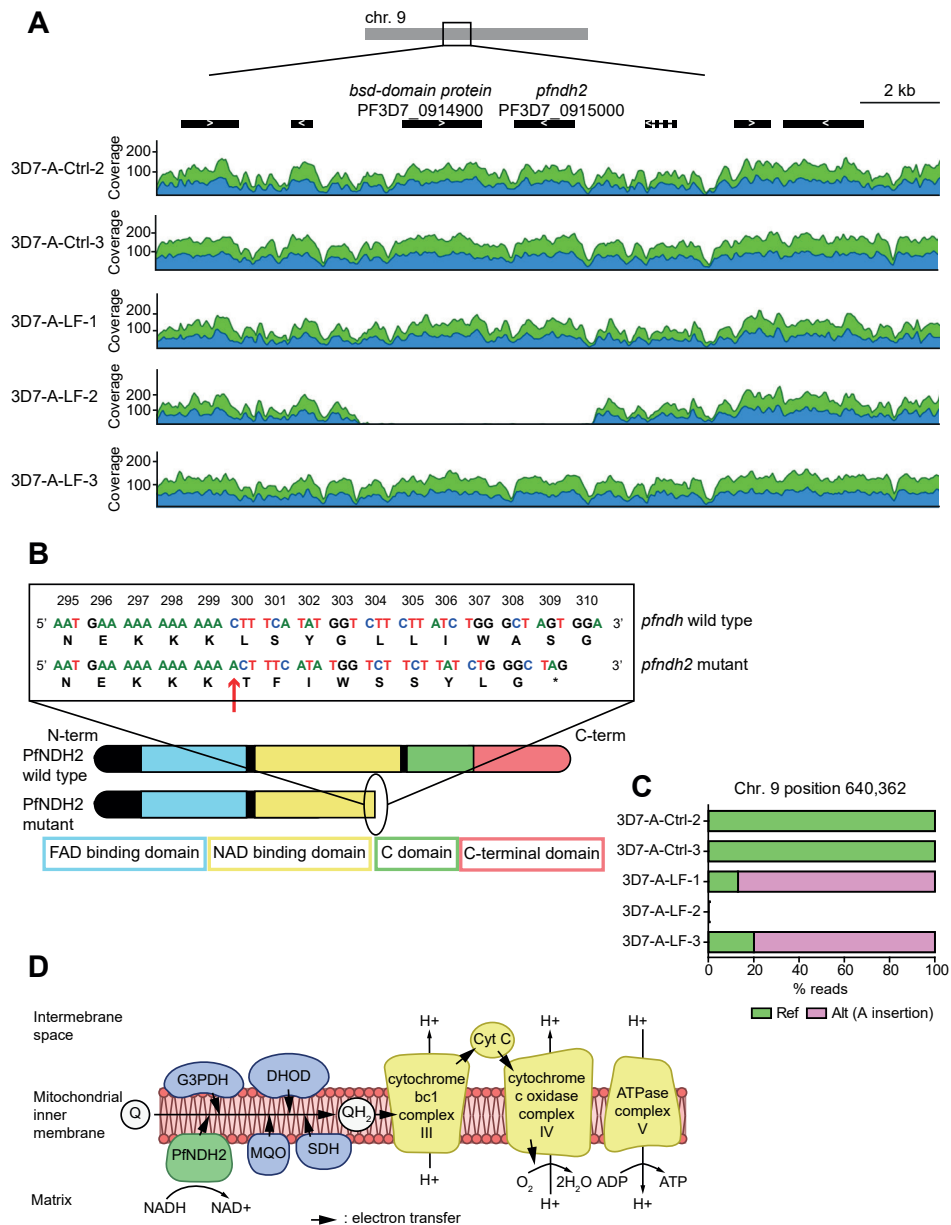 A
chr. 9
2 kb
bsd-domain protein pfndh2
PF3D7_0914900 PF3D7_0915000
> < > < < > <
3D7-A-Ctrl-2
Coverage
200
100
3D7-A-Ctrl-3
Coverage
200
100
3D7-A-LF-1
Coverage
200
100
3D7-A-LF-2
Coverage
200
100
3D7-A-LF-3
Coverage
200
100
B
295 296 297 298 299 300 301 302 303 304 305 306 307 308 309 310
5' AAT GAA AAA AAA AAA CTT TCA TAT GGT CTT CTT ATC TGG GCT AGT GGA 3' pfndh wild type
N E K K K L S Y G L L I W A S G
5' AAT GAA AAA AAA AAA ACT TTC ATA TGG TCT TCT TAT CTG GGC TAG 3' pfndh2 mutant
N E K K K T F I W S S Y L G *
N-term C-term
PfNDH2
wild type
PfNDH2
mutant
FAD binding domain NAD binding domain C domain C-terminal domain
C
Chr. 9 position 640,362
3D7-A-Ctrl-2
3D7-A-Ctrl-3
3D7-A-LF-1
3D7-A-LF-2
3D7-A-LF-3
0 20 40 60 80 100
% reads
Ref Alt (A insertion)
D
Intermebrane
space
Mitochondrial
inner
membrane
Matrix
Q
G3PDH
DHOD
PfNDH2
MQO
SDH
NADH NAD+
QH2
H+
cytochrome
bc1
complex
III
H+
Cyt C
H+
cytochrome
c oxidase
complex
IV
O2 2H2O
H+
H+
ATPase
complex
V
ADP ATP
H+
: electron transfer